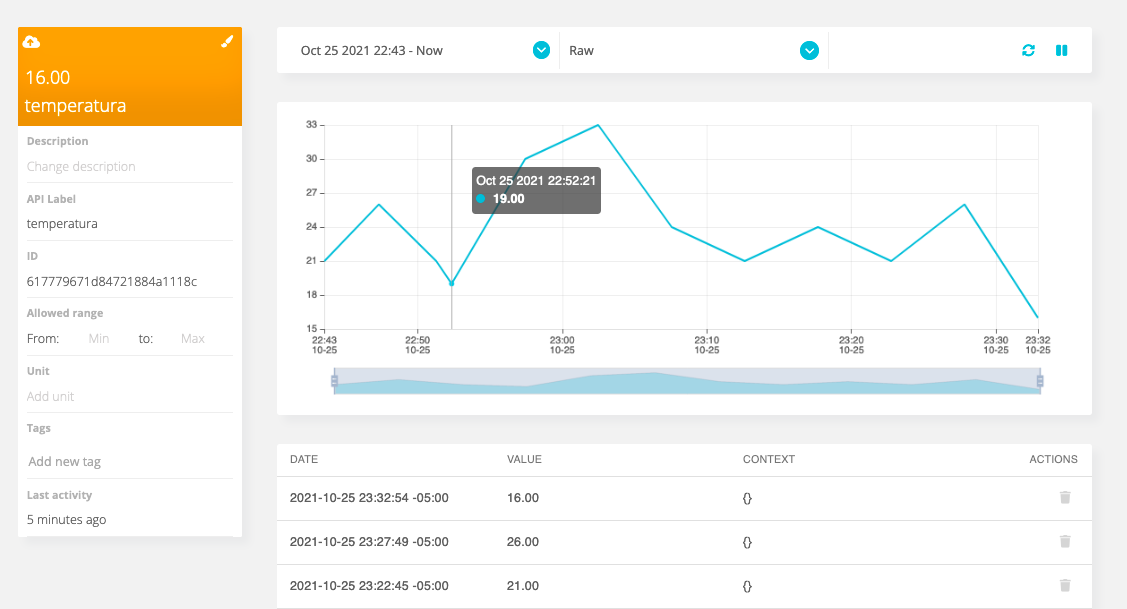 16.00
temperatura
Description
Change description
API Label
temperatura
ID
617779671d84721884a1118c
Allowed range
From: Min to: Max
Unit
Add unit
Tags
Add new tag
Last activity
5 minutes ago
Oct 25 2021 22:43 - Now Raw
33
30
27
24
21
18
15
Oct 25 2021 22:52:21
19.00
22:43 22:50 23:00 23:10 23:20 23:30 23:32
10-25 10-25 10-25 10-25 10-25 10-25 10-25
DATE VALUE CONTEXT ACTIONS
2021-10-25 23:32:54 -05:00 16.00 {}
2021-10-25 23:27:49 -05:00 26.00 {}
2021-10-25 23:22:45 -05:00 21.00 {}